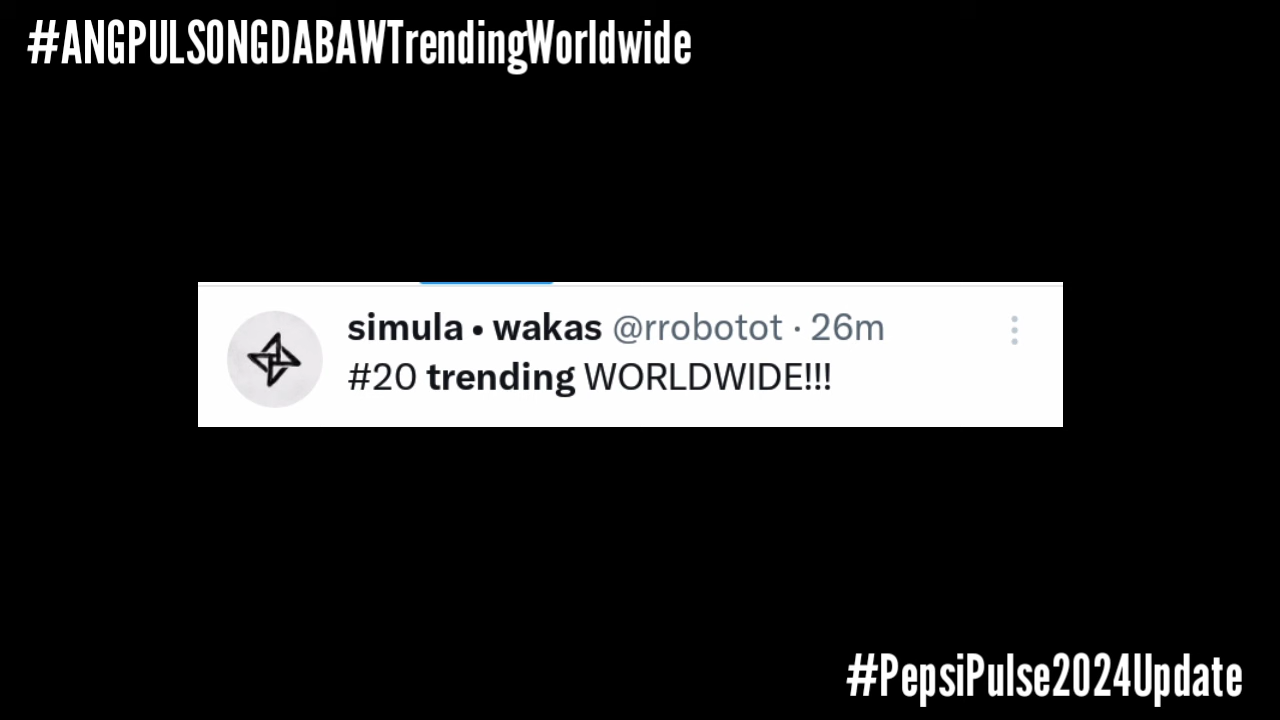 #ANGPULSONGDABAWTrendingWorldwide
simula • wakas @rrobotot · 26m
#20 trending WORLDWIDE!!!
#PepsiPulse2024Update